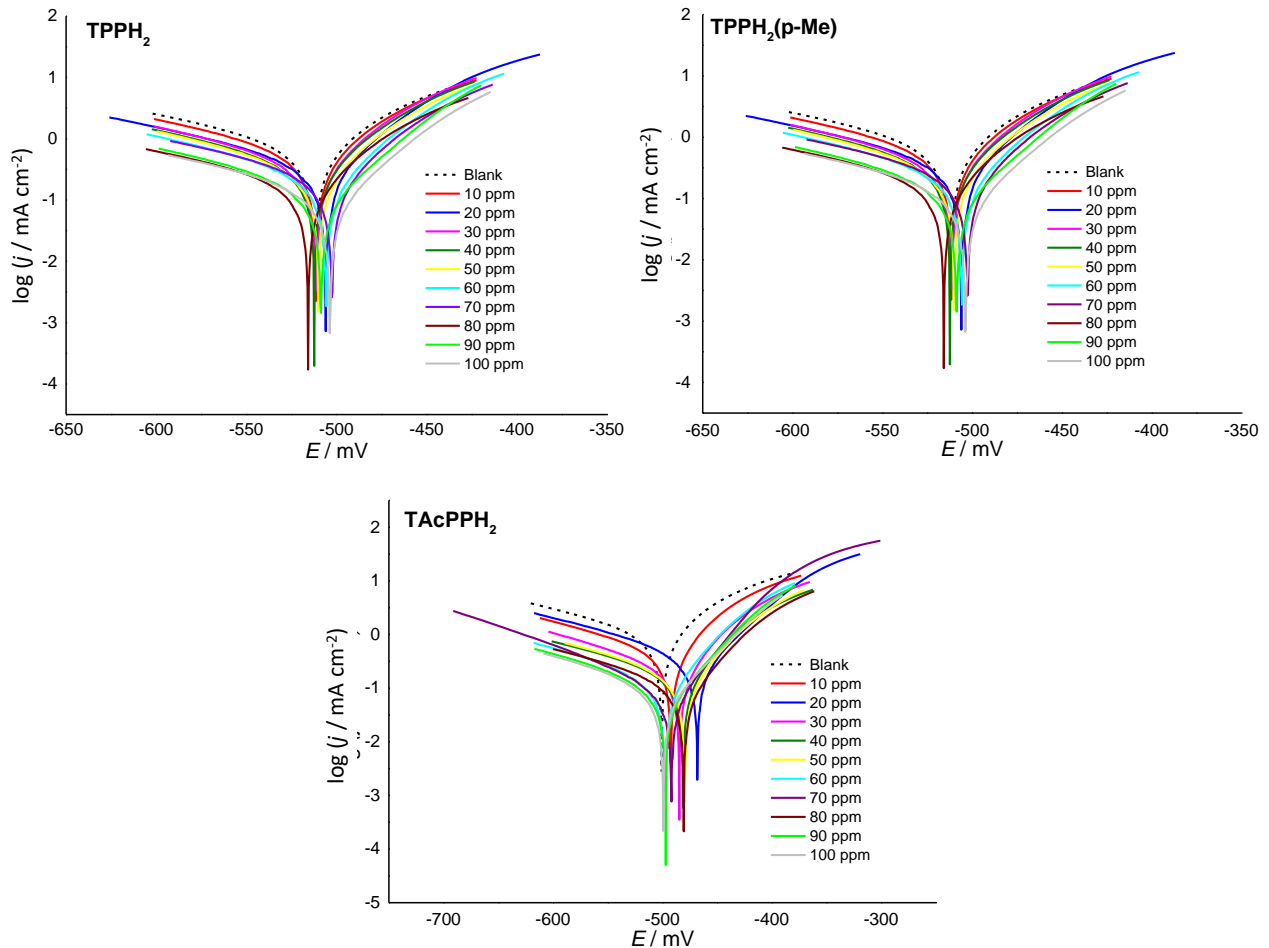 TPPH₂
log (j / mA cm⁻²)
2
1
0
-1
-2
-3
-4
-650
-600
-550
-500
-450
-400
-350
E / mV
Blank
10 ppm
20 ppm
30 ppm
40 ppm
50 ppm
60 ppm
70 ppm
80 ppm
90 ppm
100 ppm
TPPH₂(p-Me)
log (j / mA cm⁻²)
2
1
0
-1
-2
-3
-4
-650
-600
-550
-500
-450
-400
-350
E / mV
Blank
10 ppm
20 ppm
30 ppm
40 ppm
50 ppm
60 ppm
70 ppm
80 ppm
90 ppm
100 ppm
TAcPPH₂
log (j / mA cm⁻²)
2
1
0
-1
-2
-3
-4
-5
-700
-600
-500
-400
-300
E / mV
Blank
10 ppm
20 ppm
30 ppm
40 ppm
50 ppm
60 ppm
70 ppm
80 ppm
90 ppm
100 ppm